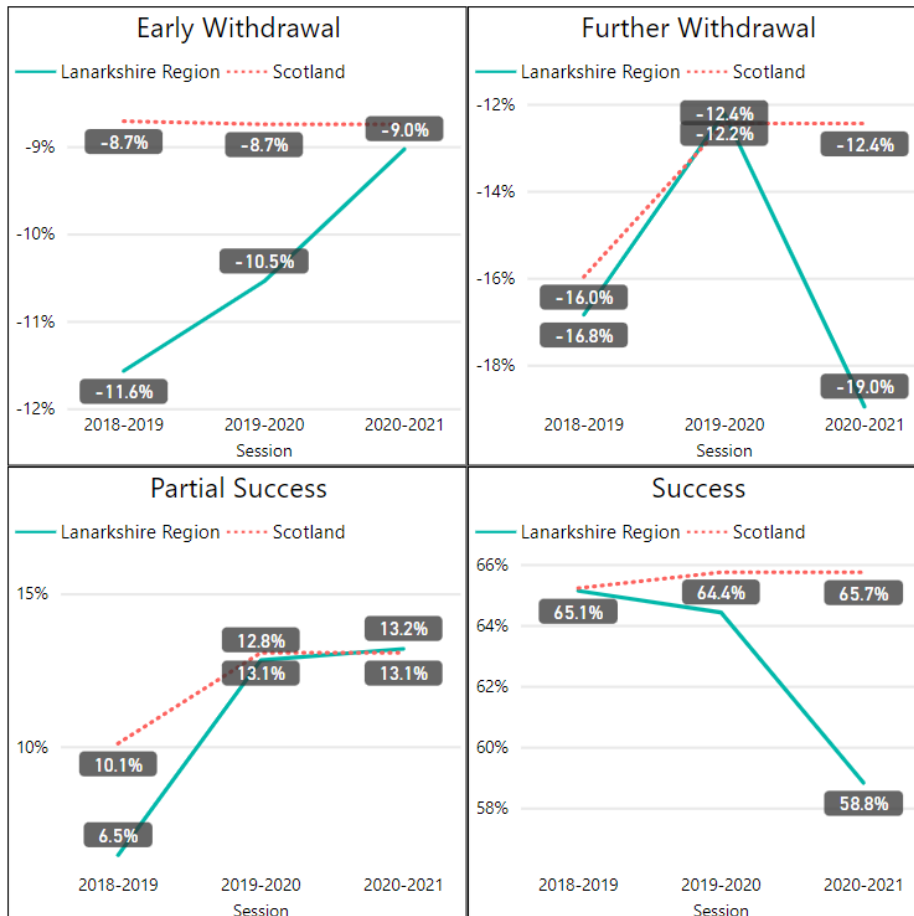 Early Withdrawal
Lanarkshire Region Scotland
-8.7% -8.7% -9.0%
-9%
-10%
-10.5%
-11%
-11.6%
-12%
2018-2019 2019-2020 2020-2021
Session
Further Withdrawal
Lanarkshire Region Scotland
-12%
-12.4%
-12.2% -12.4%
-14%
-16%
-16.0%
-16.8%
-18%
-19.0%
2018-2019 2019-2020 2020-2021
Session
Partial Success
Lanarkshire Region Scotland
15%
12.8% 13.2%
13.1% 13.1%
10%
10.1%
6.5%
2018-2019 2019-2020 2020-2021
Session
Success
Lanarkshire Region Scotland
66%
65.1% 64.4% 65.7%
64%
62%
60%
58%
58.8%
2018-2019 2019-2020 2020-2021
Session